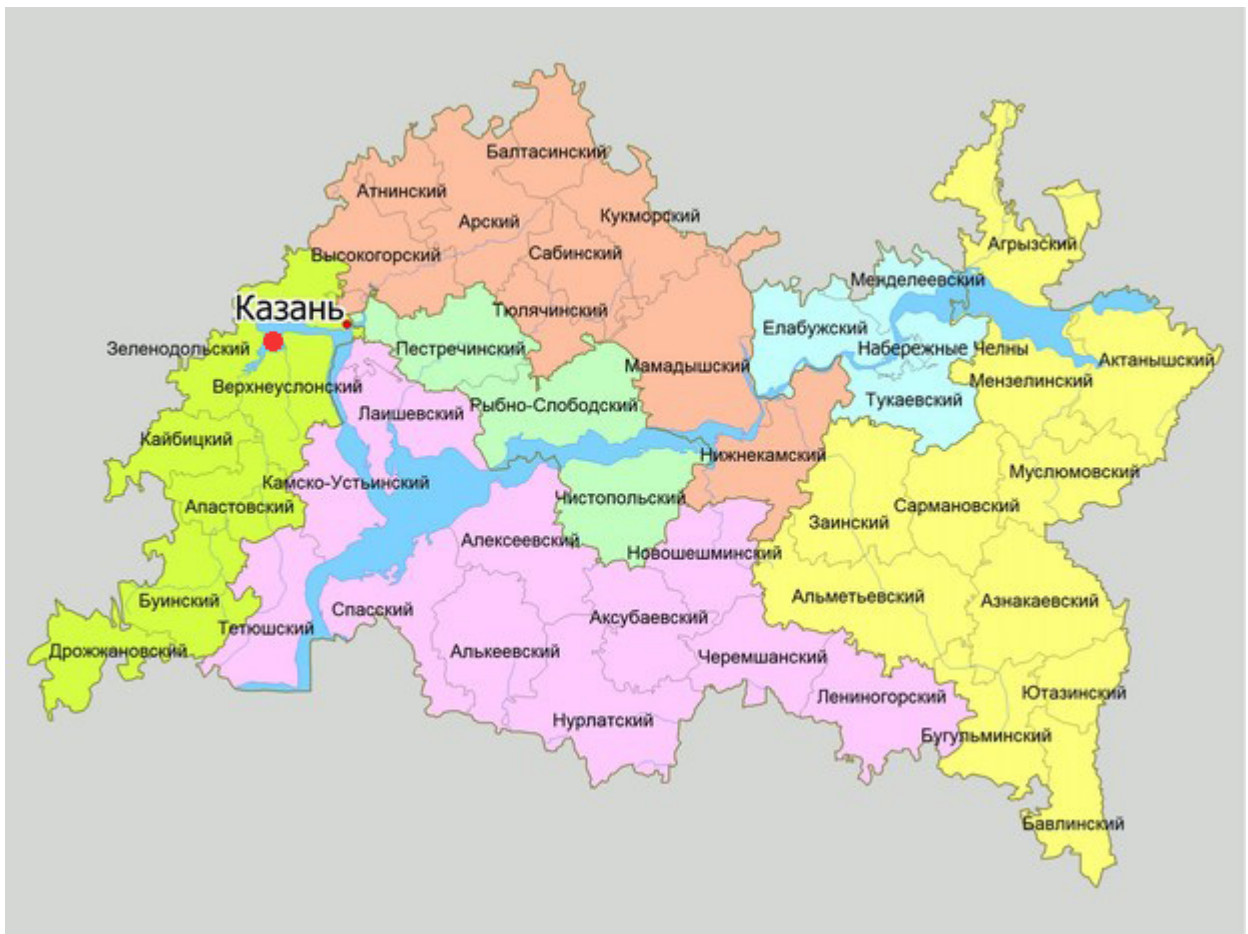 Балтасинский
Атнинский
Арский
Кукморский
Агрызский
Высокогорский
Сабинский
Менделеевский
Казань
Тюлячинский
Елабужский
Зеленодольский
Пестречинский
Набережные Челны
Актанышский
Мамадышский
Верхнеуслонский
Мензелинский
Лаишевский
Рыбно-Слободский
Тукаевский
Кайбицкий
Нижнекамский
Муслюмовский
Камско-Устьинский
Апастовский
Чистопольский
Сармановский
Заинский
Алексеевский
Новошешминский
Буинский
Спасский
Аксубаевский
Альметьевский
Азнакаевский
Тетюшский
Дрожжановский
Алькеевский
Черемшанский
Лениногорский
Ютазинский
Нурлатский
Бугульминский
Бавлинский